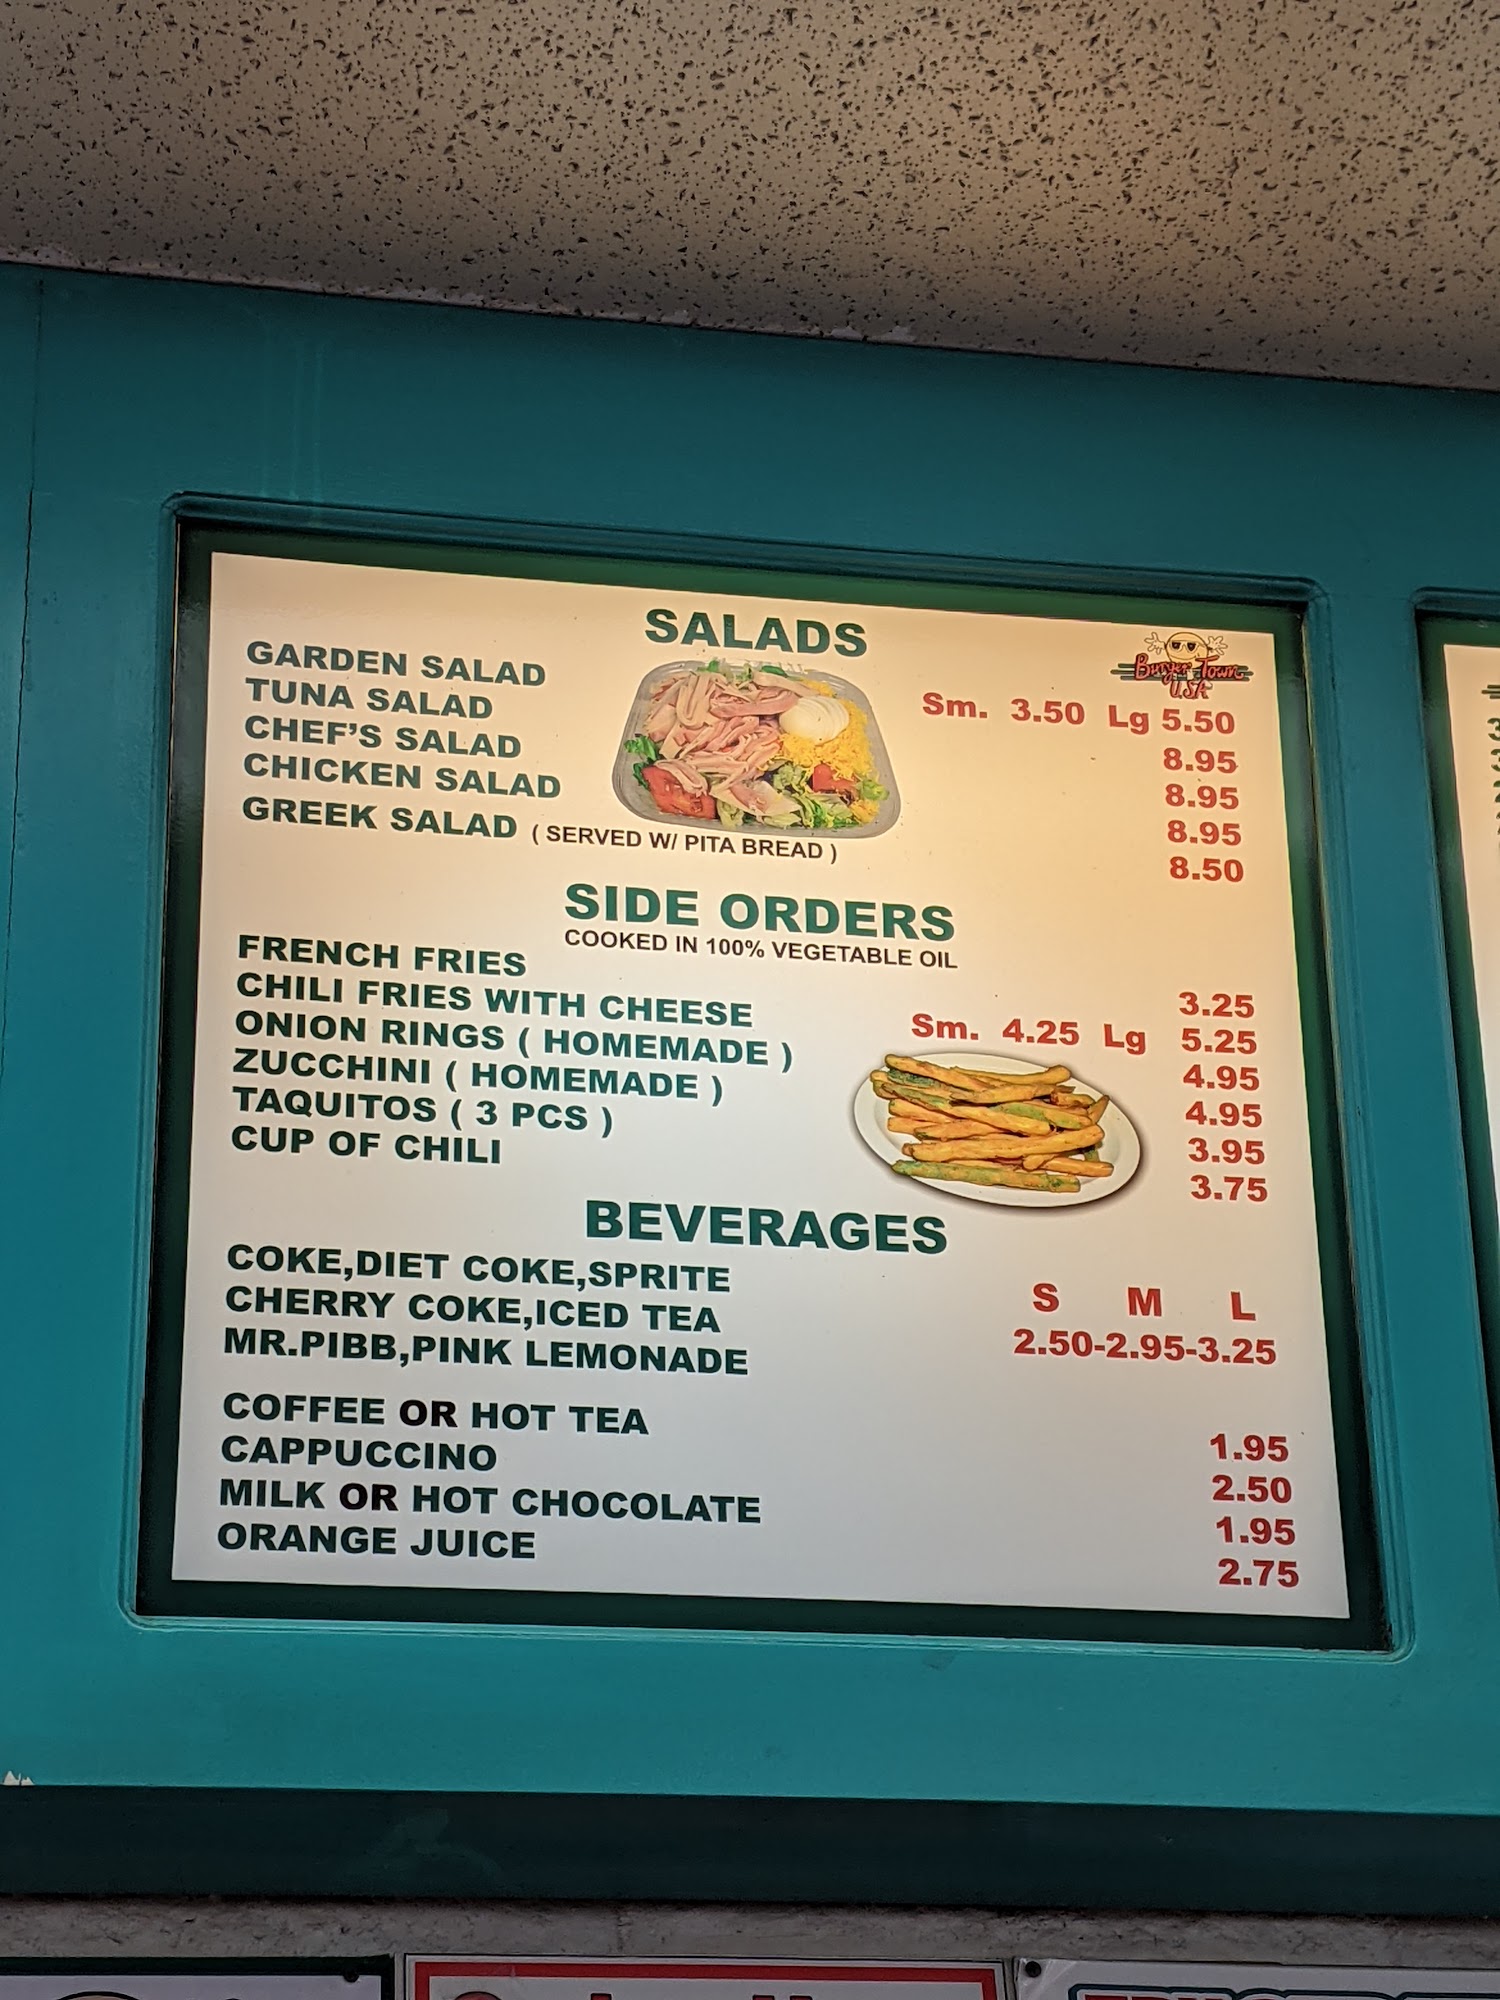 SALADS
Burger Town
USA
GARDEN SALAD Sm. 3.50 Lg 5.50
TUNA SALAD 8.95
CHEF'S SALAD 8.95
CHICKEN SALAD 8.95
GREEK SALAD ( SERVED W/ PITA BREAD ) 8.50
SIDE ORDERS
COOKED IN 100% VEGETABLE OIL
FRENCH FRIES 3.25
CHILI FRIES WITH CHEESE Sm. 4.25 Lg 5.25
ONION RINGS ( HOMEMADE ) 4.95
ZUCCHINI ( HOMEMADE ) 4.95
TAQUITOS ( 3 PCS ) 3.95
CUP OF CHILI 3.75
BEVERAGES
COKE,DIET COKE,SPRITE S M L
CHERRY COKE,ICED TEA 2.50-2.95-3.25
MR.PIBB,PINK LEMONADE
COFFEE OR HOT TEA 1.95
CAPPUCCINO 2.50
MILK OR HOT CHOCOLATE 1.95
ORANGE JUICE 2.75